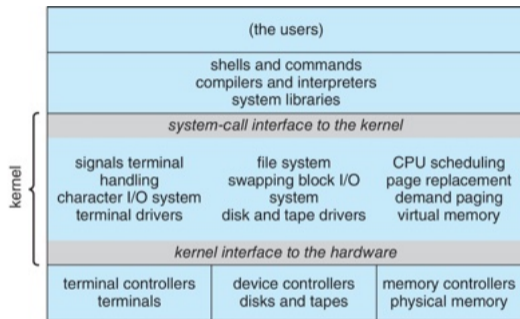 (the users)
shells and commands
compilers and interpreters
system libraries
system-call interface to the kernel
kernel
signals terminal
handling
character I/O system
terminal drivers
file system
swapping block I/O
system
disk and tape drivers
CPU scheduling
page replacement
demand paging
virtual memory
kernel interface to the hardware
terminal controllers
terminals
device controllers
disks and tapes
memory controllers
physical memory